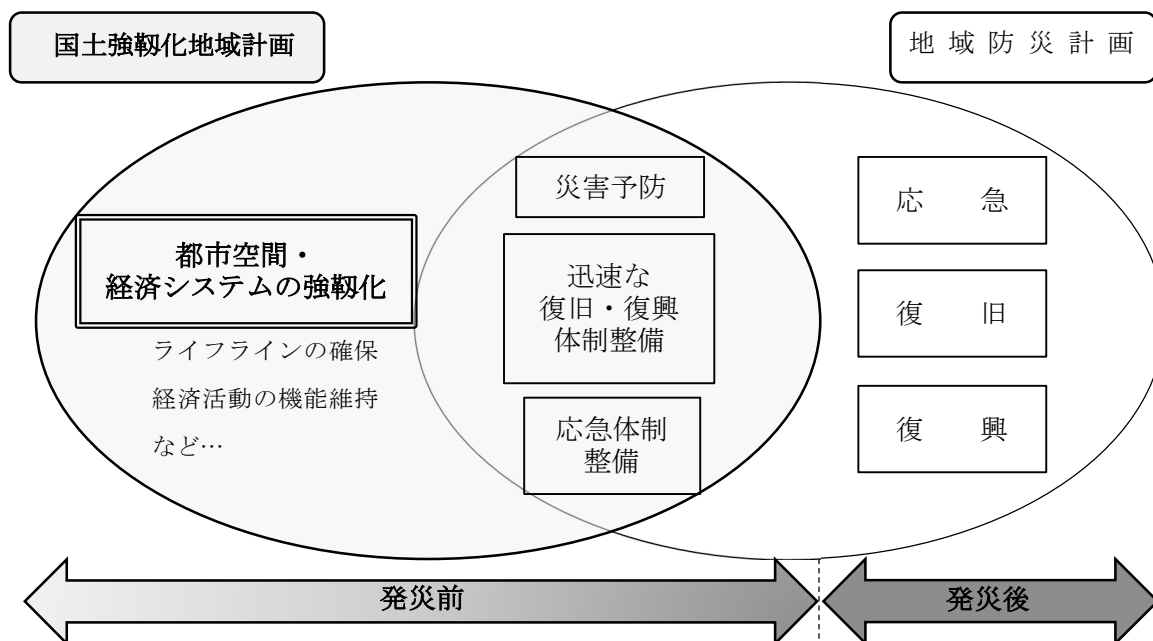 国土強靱化地域計画
地域防災計画
災害予防
応　急
都市空間・
経済システムの強靱化
迅速な
復旧・復興
体制整備
復　旧
ライフラインの確保
経済活動の機能維持
など…
応急体制
整備
復　興
発災前
発災後